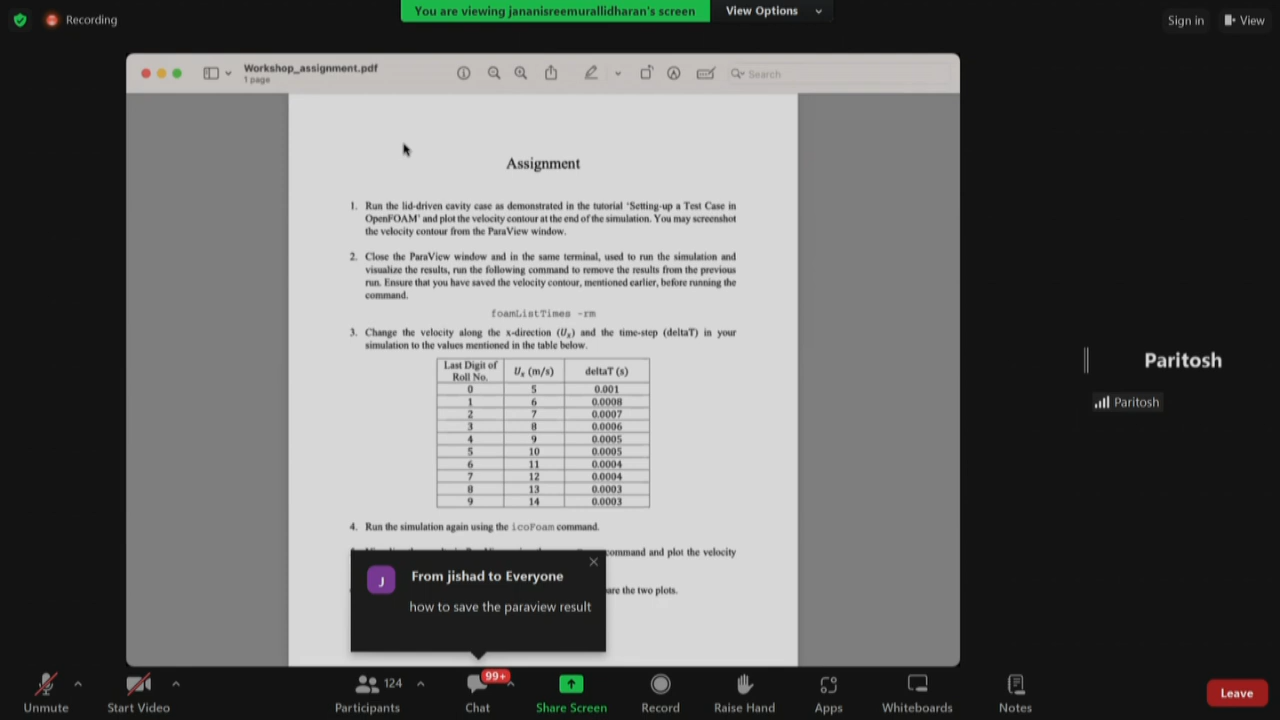 Recording
You are viewing jananisreemurallidharan's screen
View Options
Sign in
View
Workshop_assignment.pdf
1 page
Search
Assignment
1. Run the lid-driven cavity case as demonstrated in the tutorial 'Setting-up a Test Case in
OpenFOAM' and plot the velocity contour at the end of the simulation. You may screenshot
the velocity contour from the ParaView window.
2. Close the ParaView window and in the same terminal, used to run the simulation and
visualize the results, run the following command to remove the results from the previous
run. Ensure that you have saved the velocity contour, mentioned earlier, before running the
command.
foamListTimes -rm
3. Change the velocity along the x-direction (Ux) and the time-step (deltaT) in your
simulation to the values mentioned in the table below.
Last Digit of
Roll No. Ux (m/s) deltaT (s)
0 5 0.001
1 6 0.0008
2 7 0.0007
3 8 0.0006
4 9 0.0005
5 10 0.0005
6 11 0.0004
7 12 0.0004
8 13 0.0003
9 14 0.0003
4. Run the simulation again using the icoFoam command.
command and plot the velocity
are the two plots.
J
From jishad to Everyone
how to save the paraview result
Paritosh
Paritosh
Unmute
Start Video
124
Participants
99+
Chat
Share Screen
Record
Raise Hand
Apps
Whiteboards
Notes
Leave